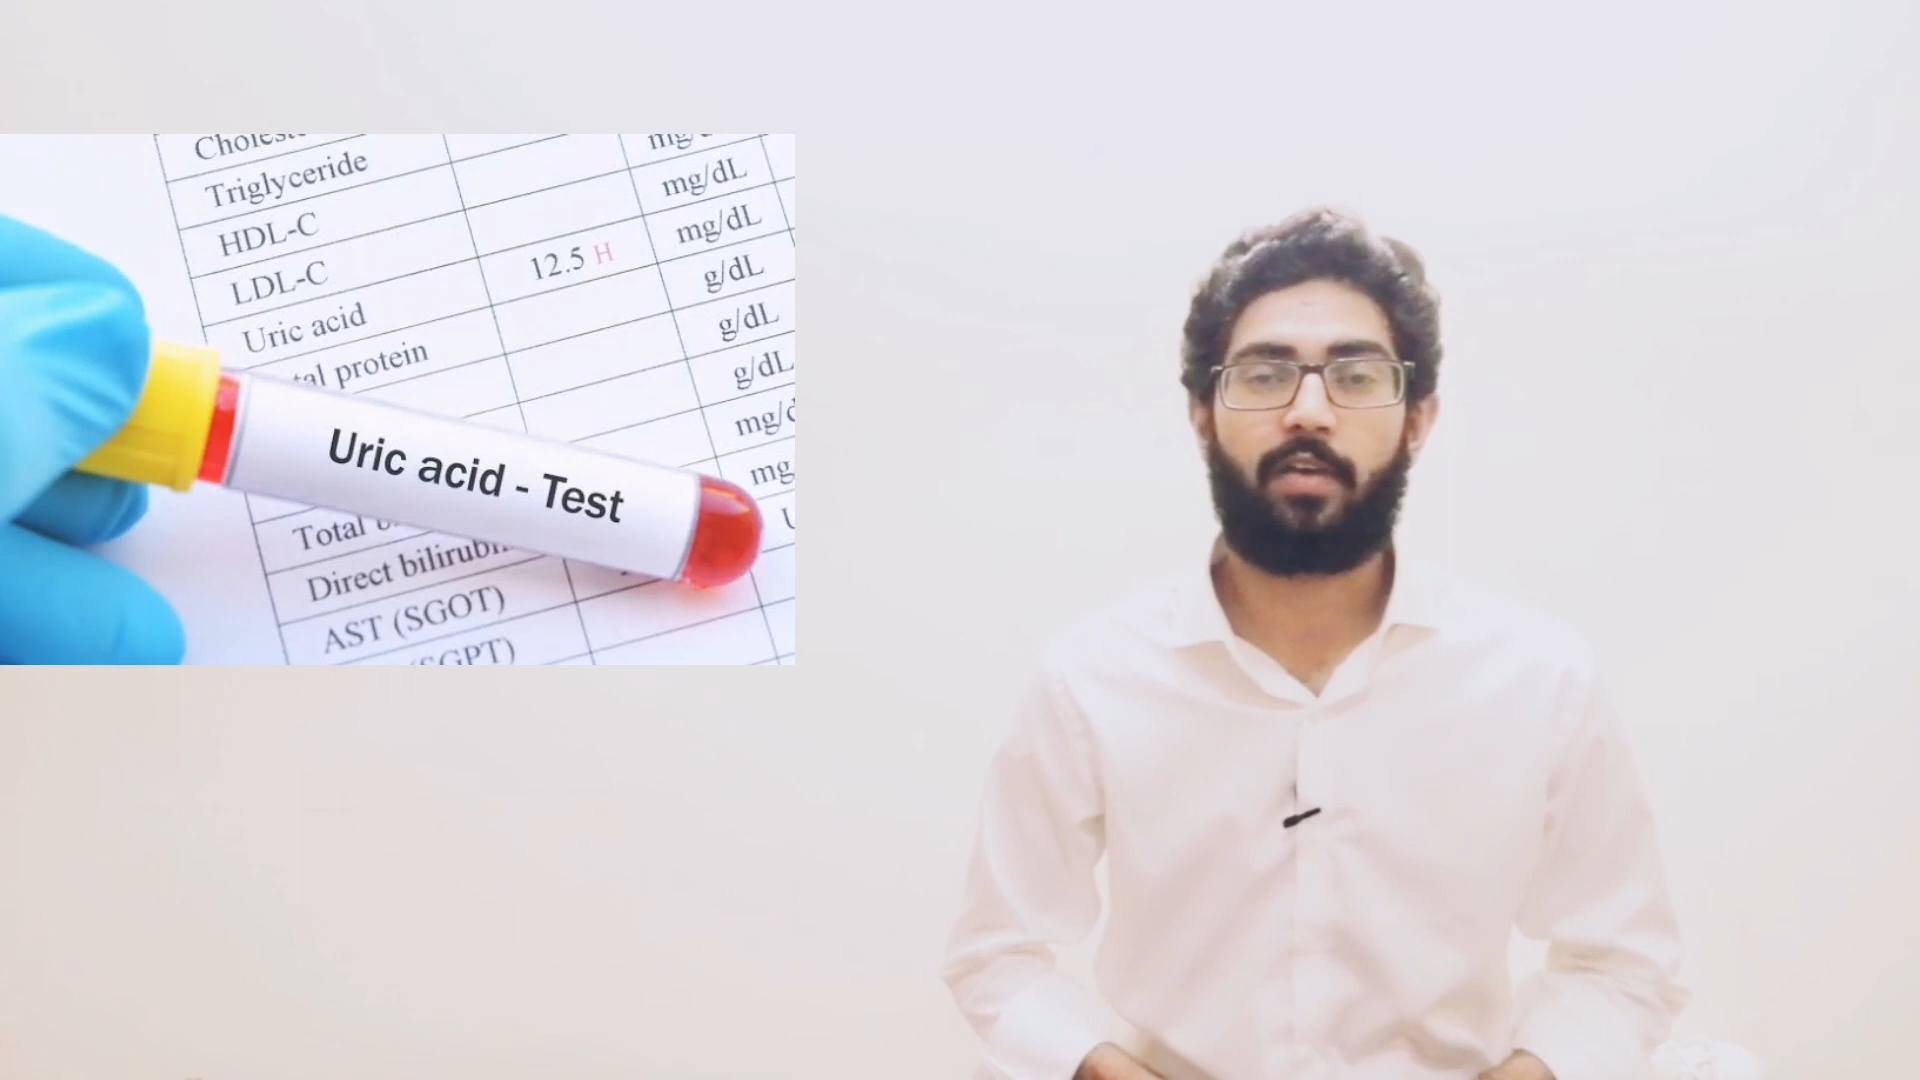 Triglyceride
mg/dL
HDL-C
mg/dL
LDL-C
12.5 H
g/dL
Uric acid
g/dL
protein
g/dL
Uric acid - Test
Total
Direct
AST (SGOT)